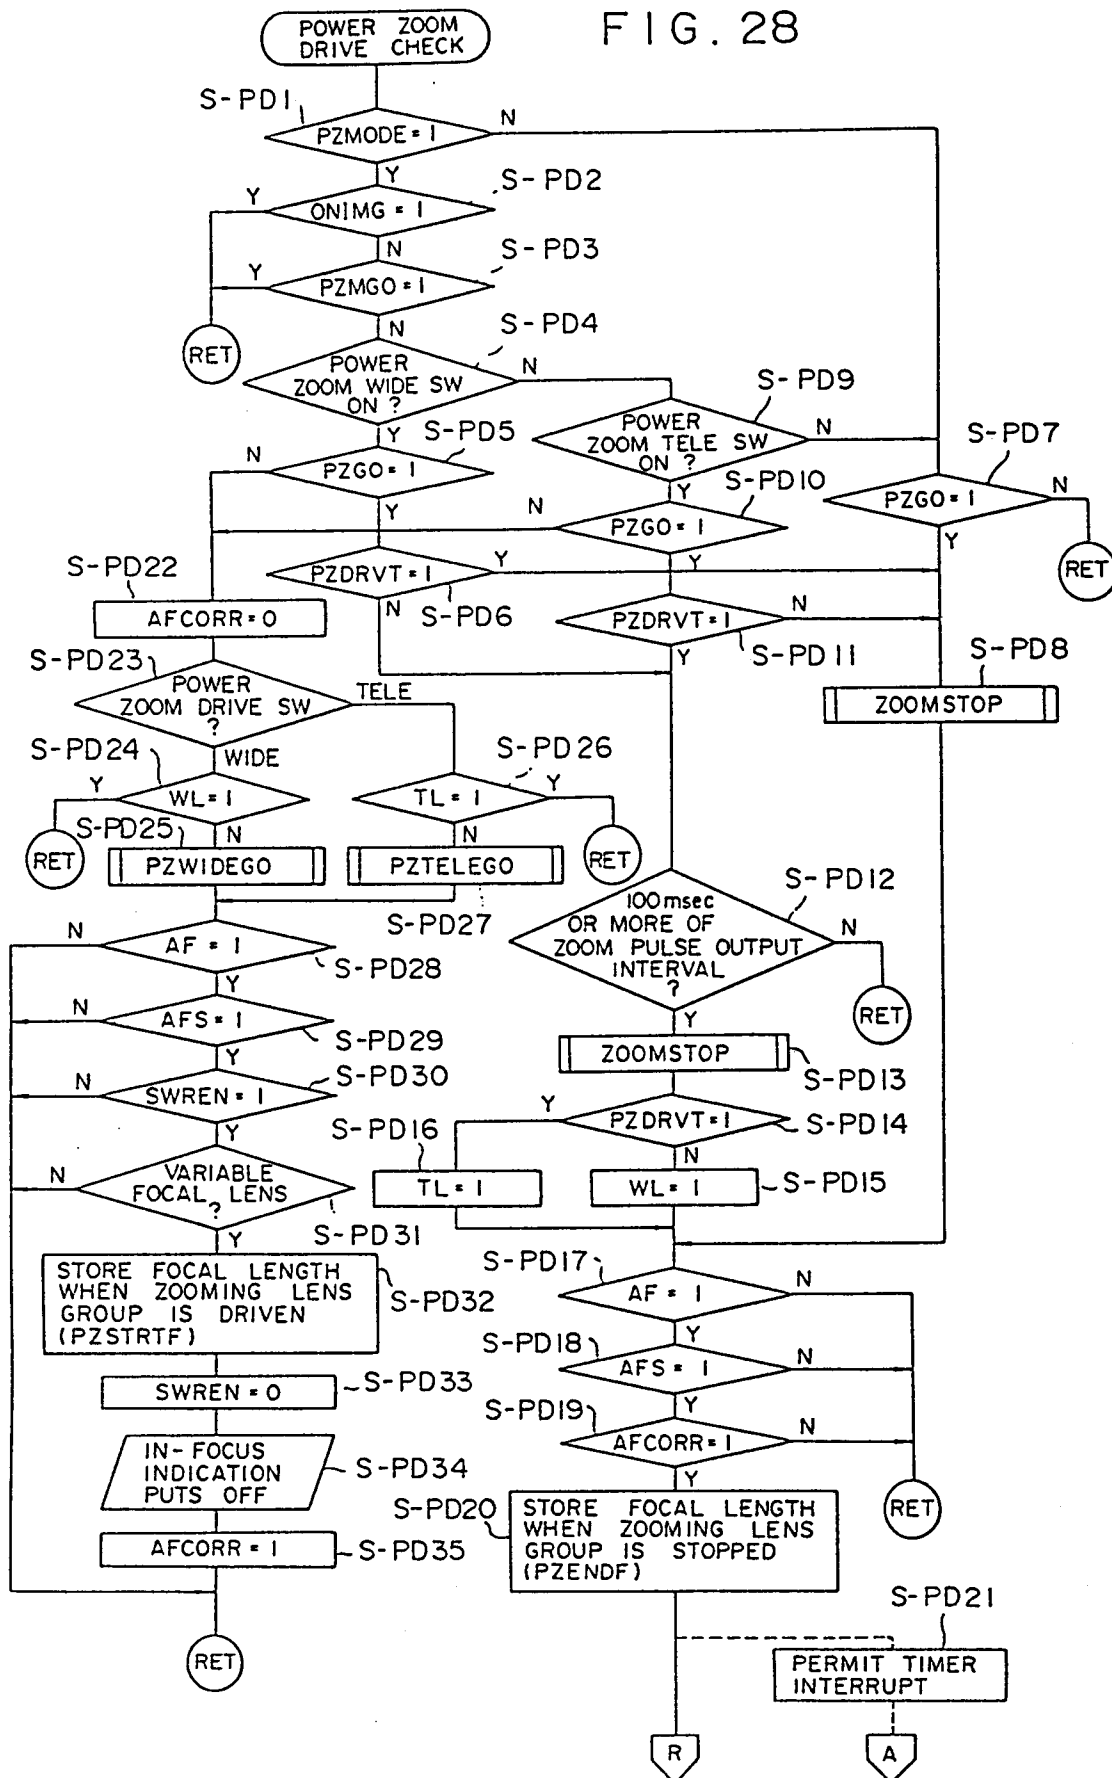 FIG. 28
POWER ZOOM
DRIVE CHECK
S-PD1
PZMODE=1
N
Y
S-PD2
Y
ONIMG=1
N
S-PD3
Y
PZMGO=1
N
RET
S-PD4
POWER
ZOOM WIDE SW
ON ?
N
Y
S-PD9
POWER
ZOOM TELE SW
ON ?
N
Y
S-PD5
N
PZGO=1
Y
S-PD7
PZGO=1
N
Y
RET
S-PD10
N
PZGO=1
Y
PZDRVT=1
Y
N
S-PD6
PZDRVT=1
N
Y
S-PD11
S-PD8
ZOOMSTOP
S-PD22
AFCORR=0
S-PD23
POWER
ZOOM DRIVE SW
?
TELE
WIDE
S-PD24
Y
WL=1
N
RET
S-PD26
TL=1
Y
N
RET
S-PD25
PZWIDEGO
PZTELEGO
S-PD27
S-PD12
100msec
OR MORE OF
ZOOM PULSE OUTPUT
INTERVAL
?
N
Y
RET
N
AF=1
Y
S-PD28
N
AFS=1
Y
S-PD29
N
SWREN=1
Y
S-PD30
N
VARIABLE
FOCAL LENS
?
Y
S-PD31
ZOOMSTOP
S-PD13
Y
PZDRVT=1
N
S-PD14
S-PD16
TL=1
WL=1
S-PD15
STORE FOCAL LENGTH
WHEN ZOOMING LENS
GROUP IS DRIVEN
(PZSTRTF)
S-PD32
SWREN=0
S-PD33
IN-FOCUS
INDICATION
PUTS OFF
S-PD34
AFCORR=1
S-PD35
RET
S-PD17
AF=1
N
Y
S-PD18
AFS=1
N
Y
S-PD19
AFCORR=1
N
Y
RET
S-PD20
STORE FOCAL LENGTH
WHEN ZOOMING LENS
GROUP IS STOPPED
(PZENDF)
S-PD21
PERMIT TIMER
INTERRUPT
R
A